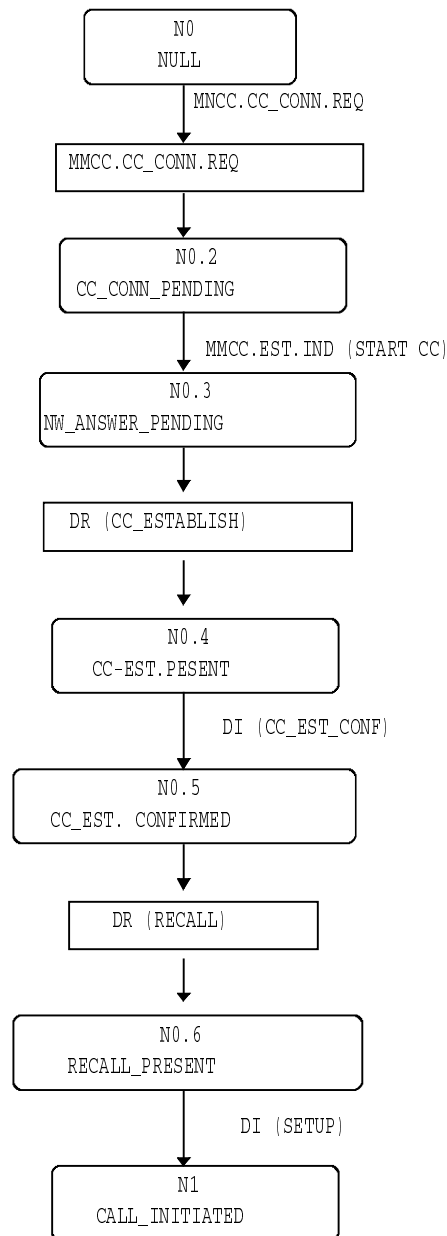 N0
NULL
MNCC.CC_CONN.REQ
MMCC.CC_CONN.REQ
N0.2
CC_CONN_PENDING
MMCC.EST.IND (START CC)
N0.3
NW_ANSWER_PENDING
DR (CC_ESTABLISH)
N0.4
CC-EST.PESENT
DI (CC_EST_CONF)
N0.5
CC_EST. CONFIRMED
DR (RECALL)
N0.6
RECALL_PRESENT
DI (SETUP)
N1
CALL_INITIATED